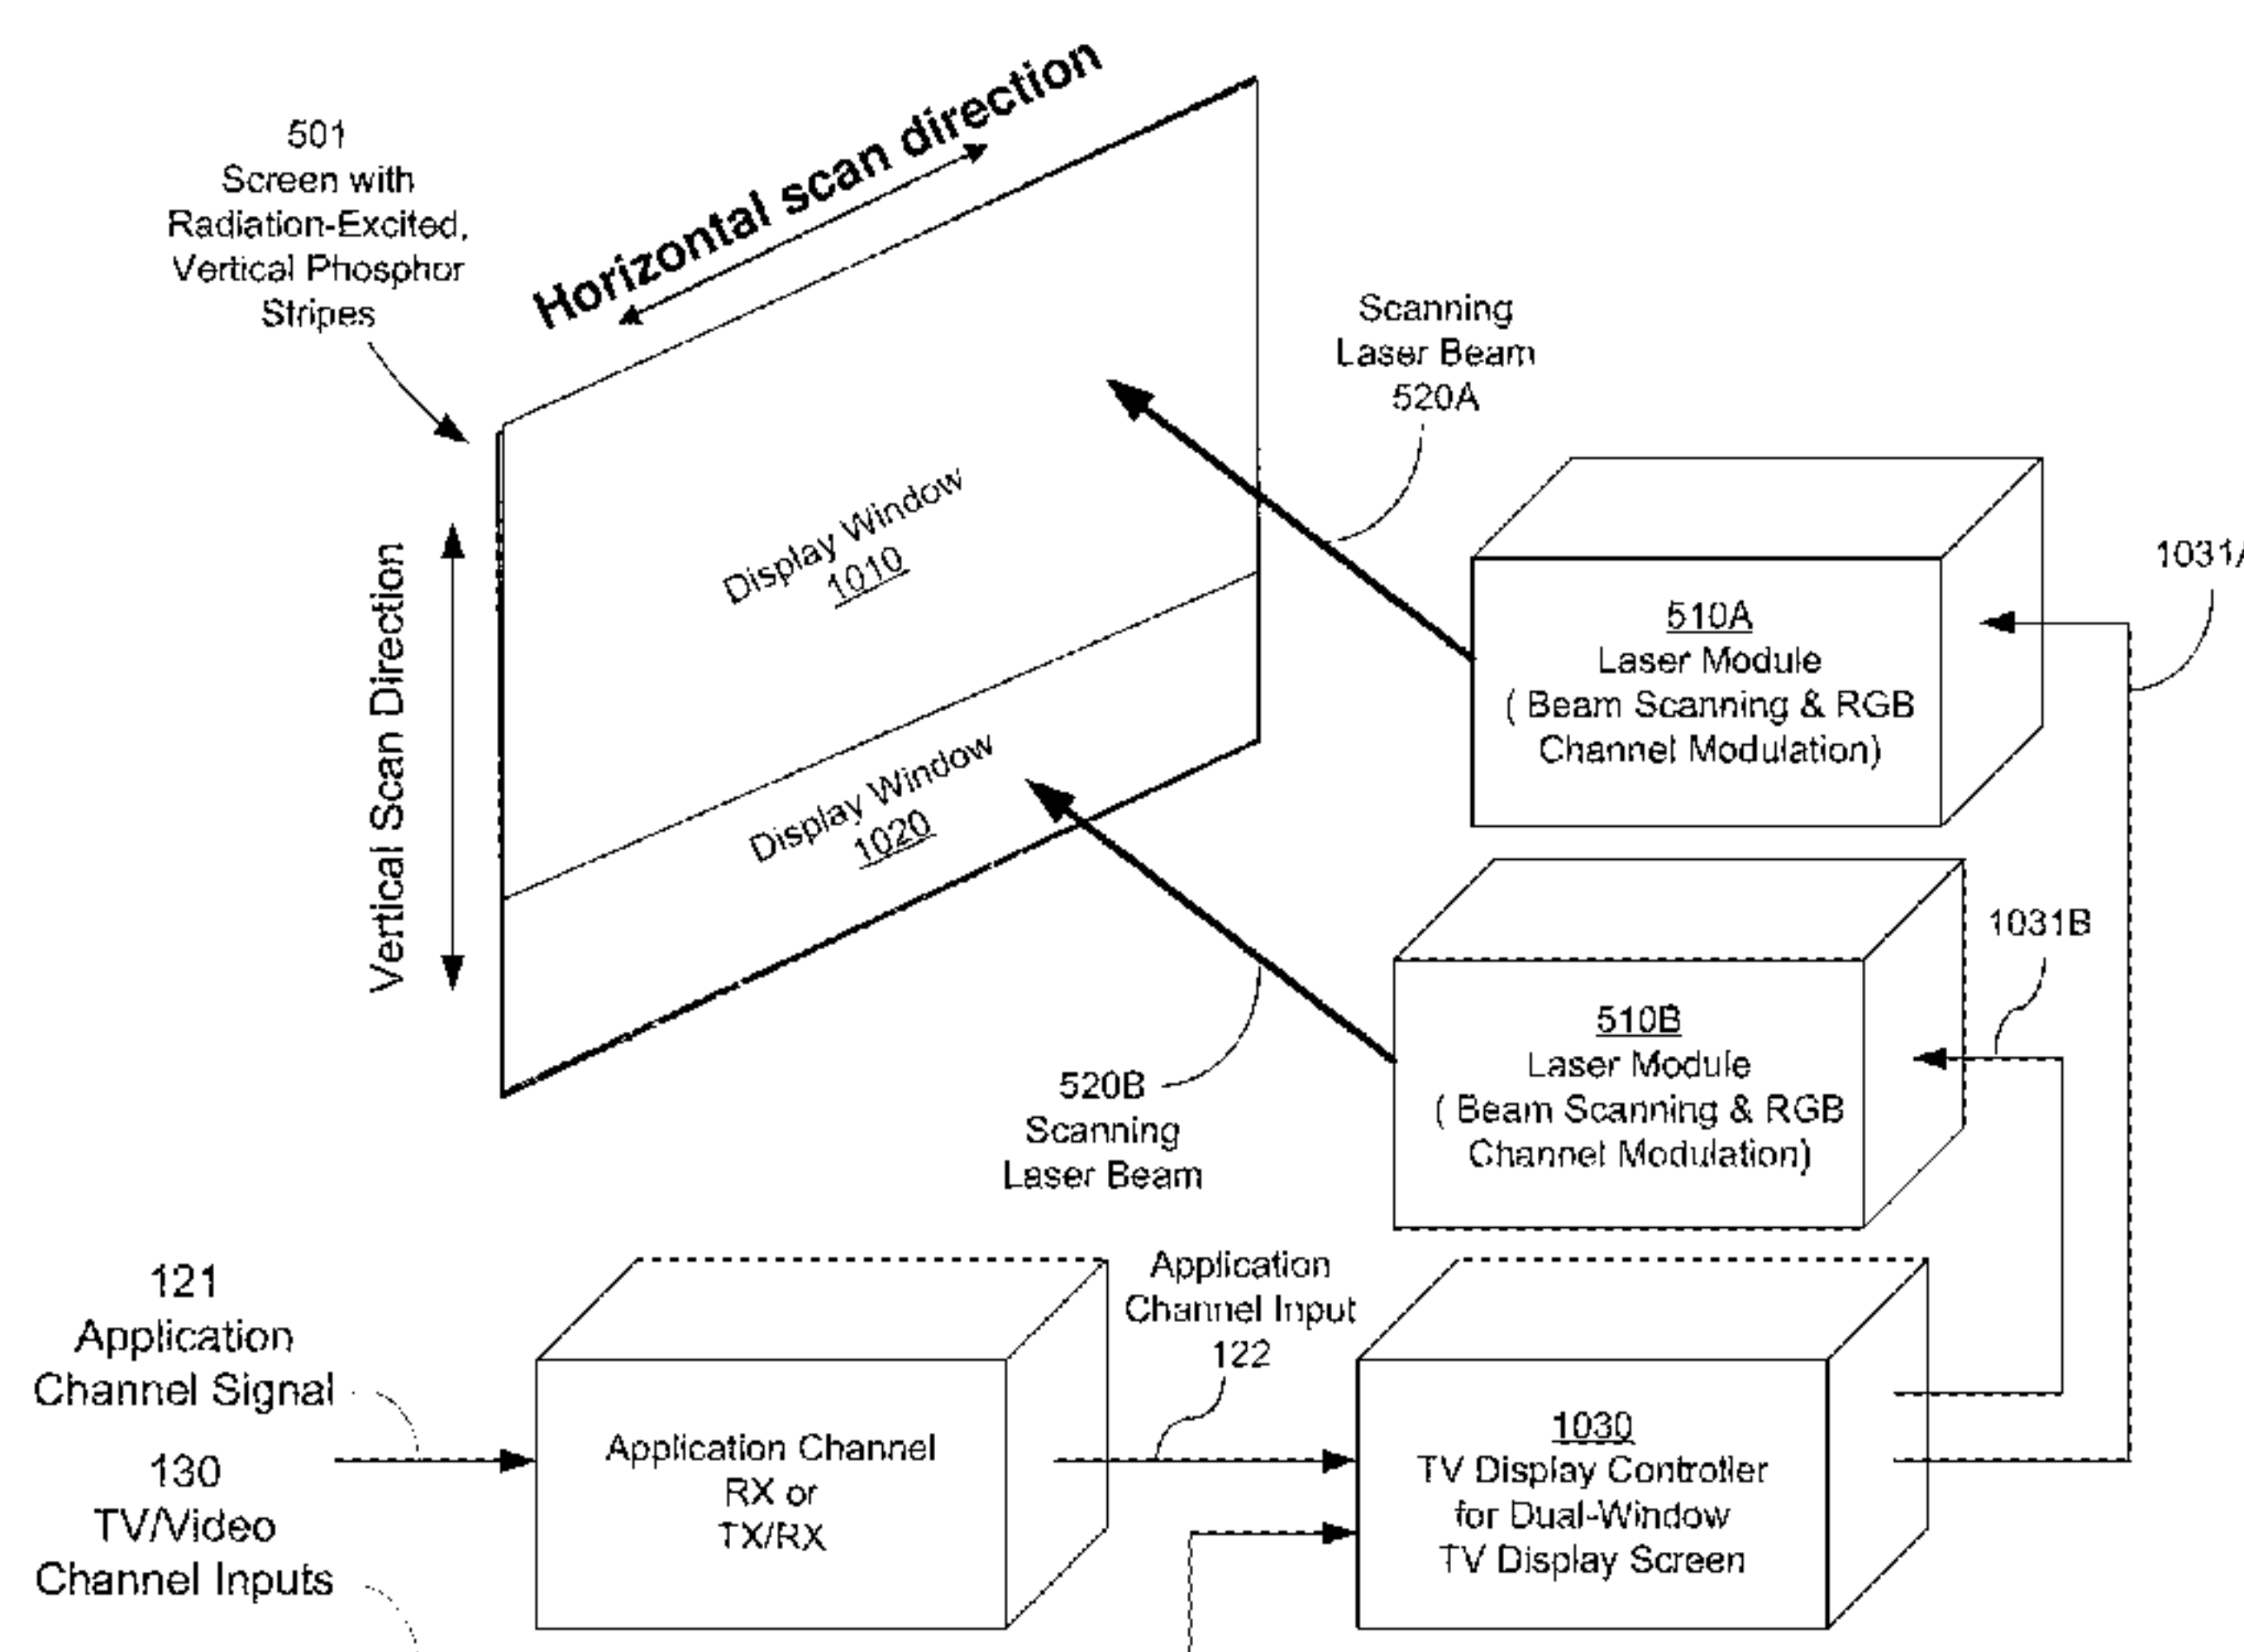 Horizontal scan direction
501
Screen with
Radiation-Excited,
Vertical Phosphor
Stripes
Scanning
Laser Beam
520A
Vertical Scan Direction
Display Window
1010
Display Window
1020
1031A
510A
Laser Module
( Beam Scanning & RGB
Channel Modulation)
1031B
510B
Laser Module
( Beam Scanning & RGB
Channel Modulation)
520B
Scanning
Laser Beam
121
Application
Channel Signal
130
TV/Video
Channel Inputs
Application Channel
RX or
TX/RX
Application
Channel Input
122
1030
TV Display Controller
for Dual-Window
TV Display Screen